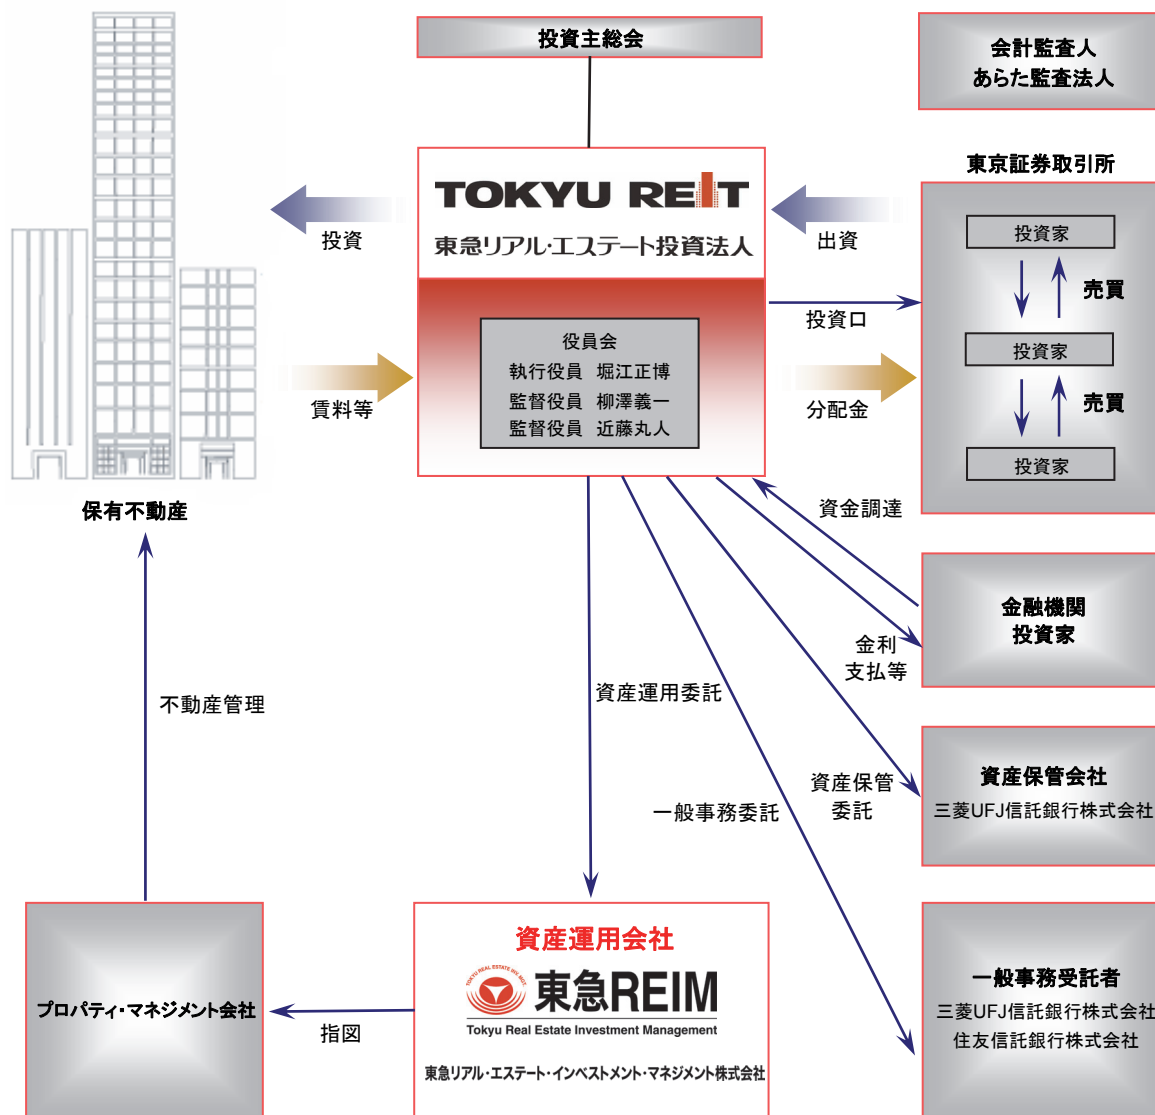 投資主総会
会計監査人
あらた監査法人
東京証券取引所
TOKYU REIT
東急リアル・エステート投資法人
投資
出資
投資家
売買
投資口
役員会
執行役員 堀江正博
監督役員 柳澤義一
監督役員 近藤丸人
投資家
賃料等
分配金
売買
投資家
保有不動産
資金調達
金融機関
投資家
金利
支払等
不動産管理
資産運用委託
資産保管
委託
一般事務委託
資産保管会社
三菱UFJ信託銀行株式会社
資産運用会社
TOKYU REAL ESTATE INV. MGT.
東急REIM
Tokyu Real Estate Investment Management
東急リアル・エステート・インベストメント・マネジメント株式会社
プロパティ・マネジメント会社
指図
一般事務受託者
三菱UFJ信託銀行株式会社
住友信託銀行株式会社